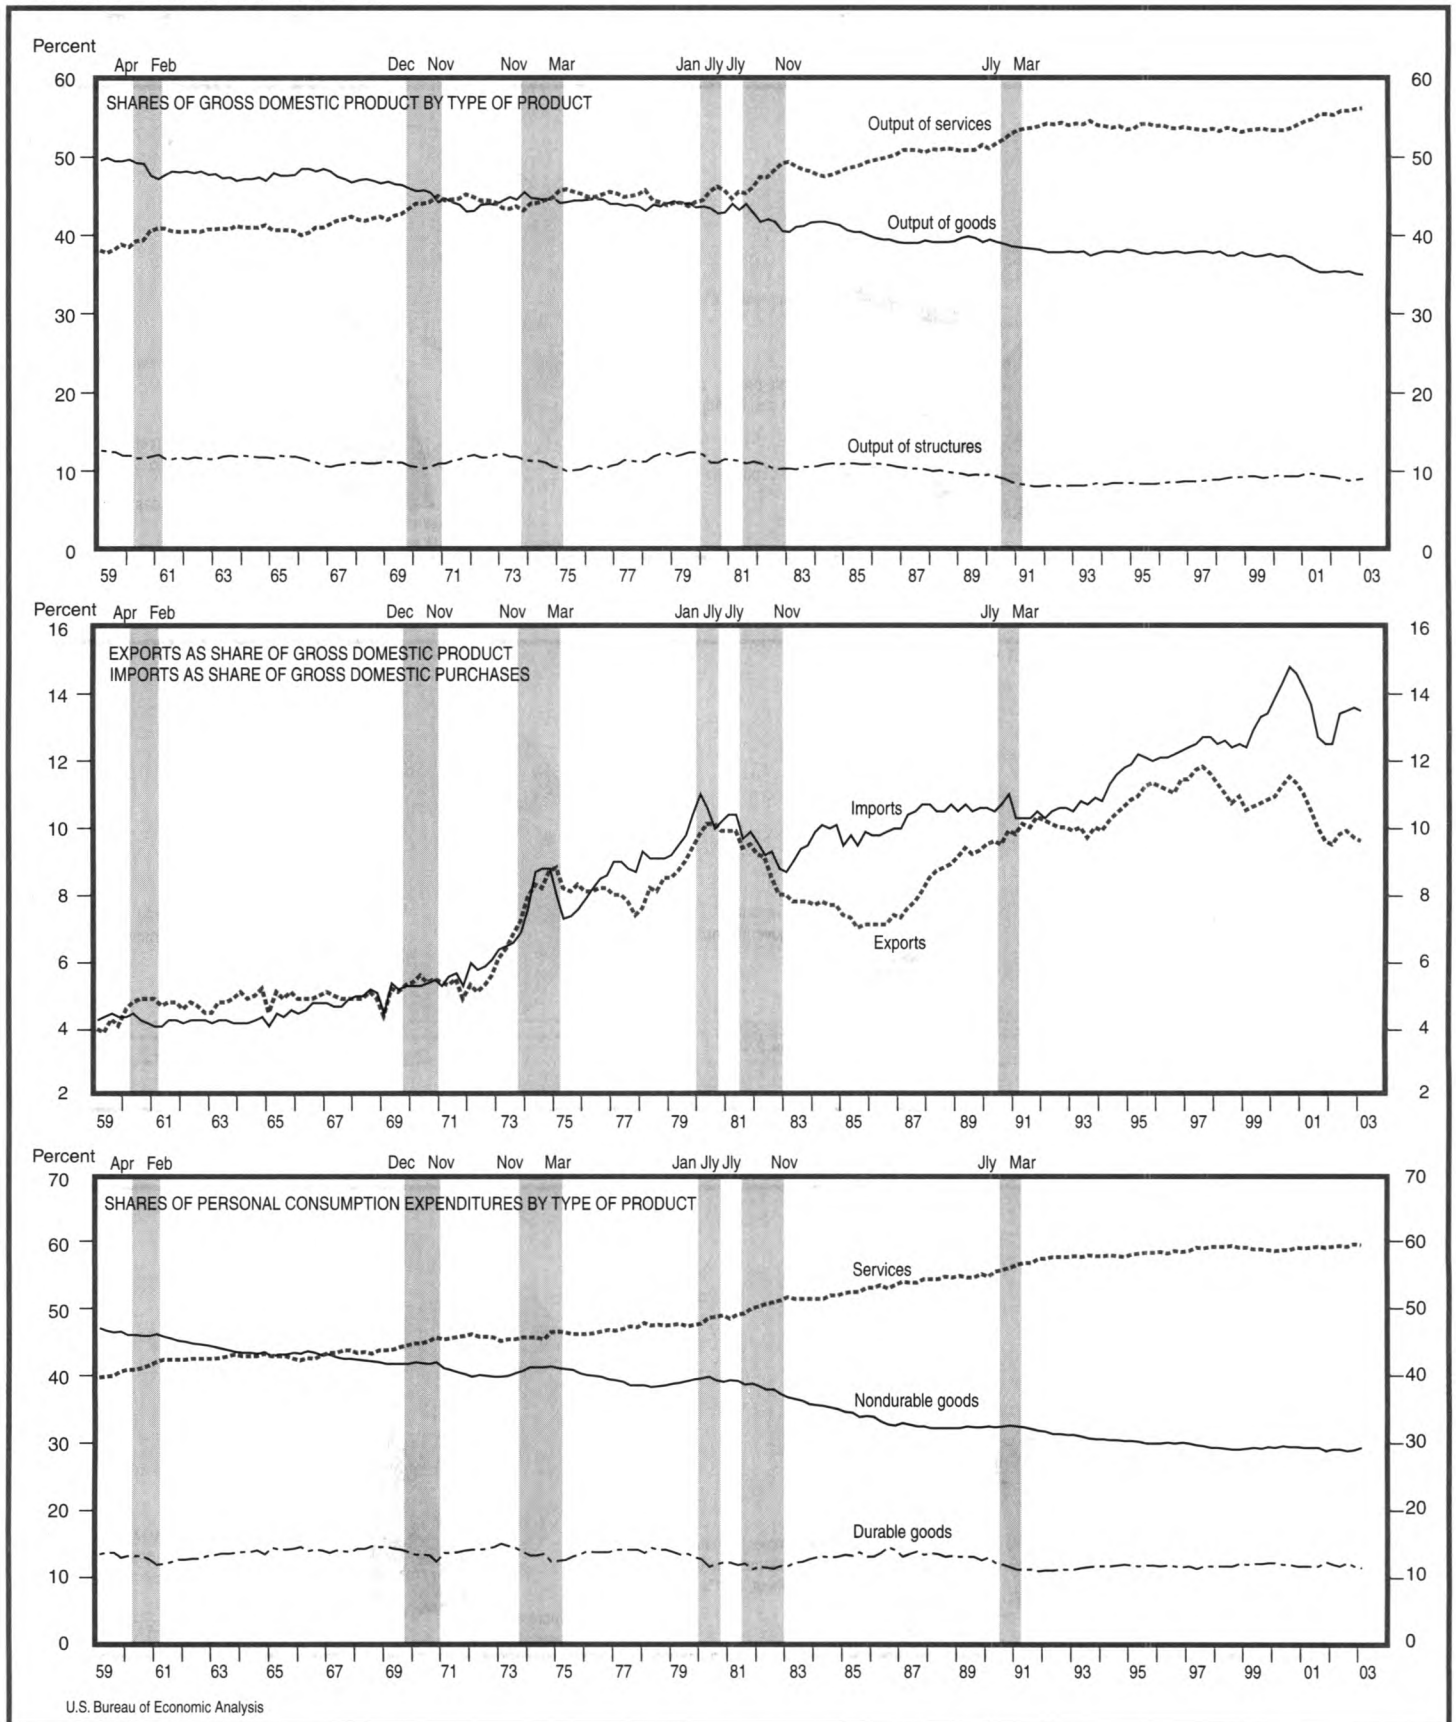 Percent
Apr Feb Dec Nov Nov Mar Jan Jly Jly Nov Jly Mar
60 60
SHARES OF GROSS DOMESTIC PRODUCT BY TYPE OF PRODUCT
Output of services
50 50
Output of goods
40 40
30 30
20 20
Output of structures
10 10
0 0
59 61 63 65 67 69 71 73 75 77 79 81 83 85 87 89 91 93 95 97 99 01 03
Percent Apr Feb Dec Nov Nov Mar Jan Jly Jly Nov Jly Mar
16 16
EXPORTS AS SHARE OF GROSS DOMESTIC PRODUCT
IMPORTS AS SHARE OF GROSS DOMESTIC PURCHASES
14 14
12 12
Imports
10 10
8 8
Exports
6 6
4 4
2 2
59 61 63 65 67 69 71 73 75 77 79 81 83 85 87 89 91 93 95 97 99 01 03
Percent Apr Feb Dec Nov Nov Mar Jan Jly Jly Nov Jly Mar
70 70
SHARES OF PERSONAL CONSUMPTION EXPENDITURES BY TYPE OF PRODUCT
60 60
Services
50 50
40 40
Nondurable goods
30 30
20 20
Durable goods
10 10
0 0
59 61 63 65 67 69 71 73 75 77 79 81 83 85 87 89 91 93 95 97 99 01 03
U.S. Bureau of Economic Analysis